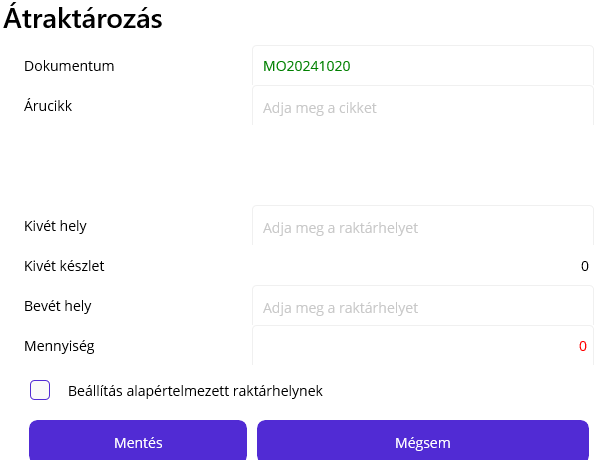 Átraktározás
Dokumentum MO20241020
Árucikk Adja meg a cikket
Kivét hely Adja meg a raktárhelyet
Kivét készlet 0
Bevét hely Adja meg a raktárhelyet
Mennyiség 0
Beállítás alapértelmezett raktárhelynek
Mentés Mégsem